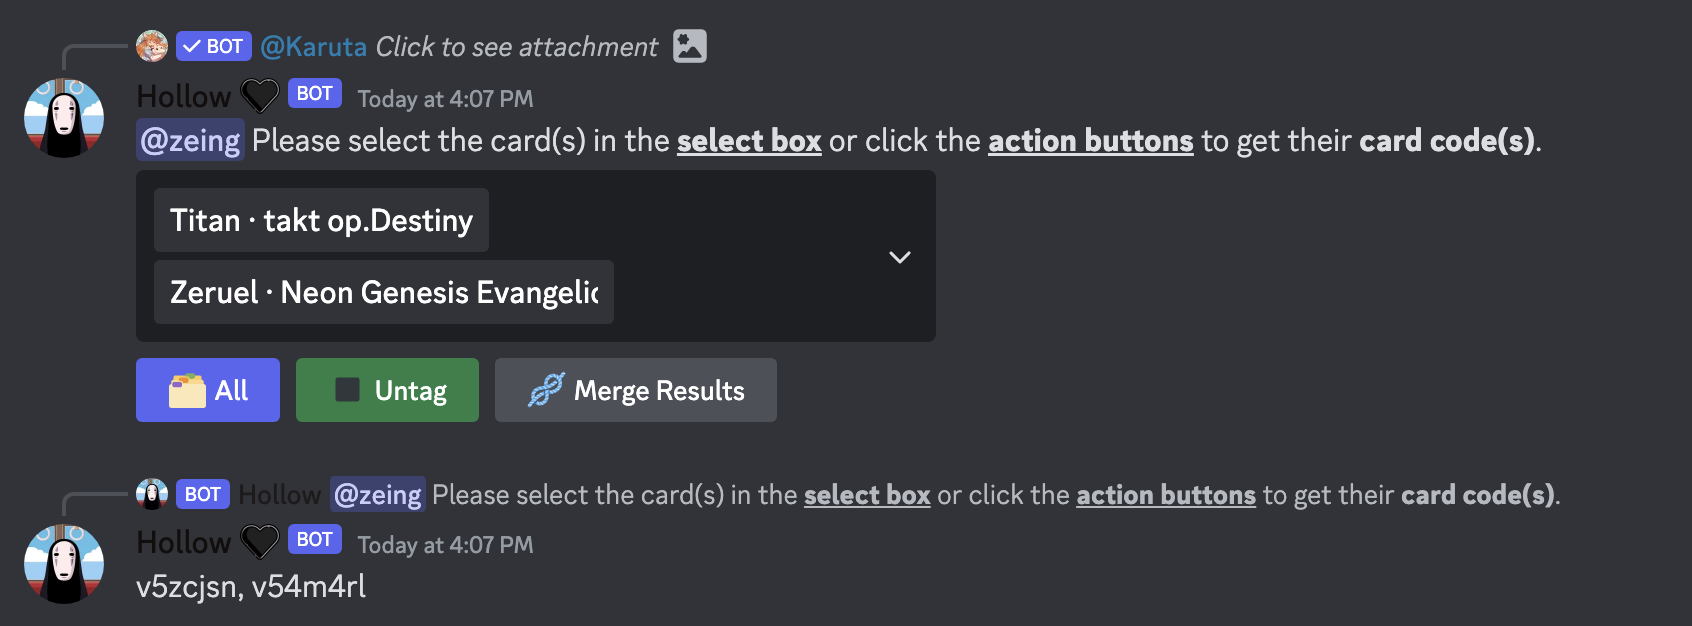 BOT @Karuta Click to see attachment
Hollow BOT Today at 4:07 PM
@zeing Please select the card(s) in the select box or click the action buttons to get their card code(s).
Titan · takt op.Destiny
Zeruel · Neon Genesis Evangelic
All Untag Merge Results
BOT Hollow @zeing Please select the card(s) in the select box or click the action buttons to get their card code(s).
Hollow BOT Today at 4:07 PM
v5zcjsn, v54m4rl